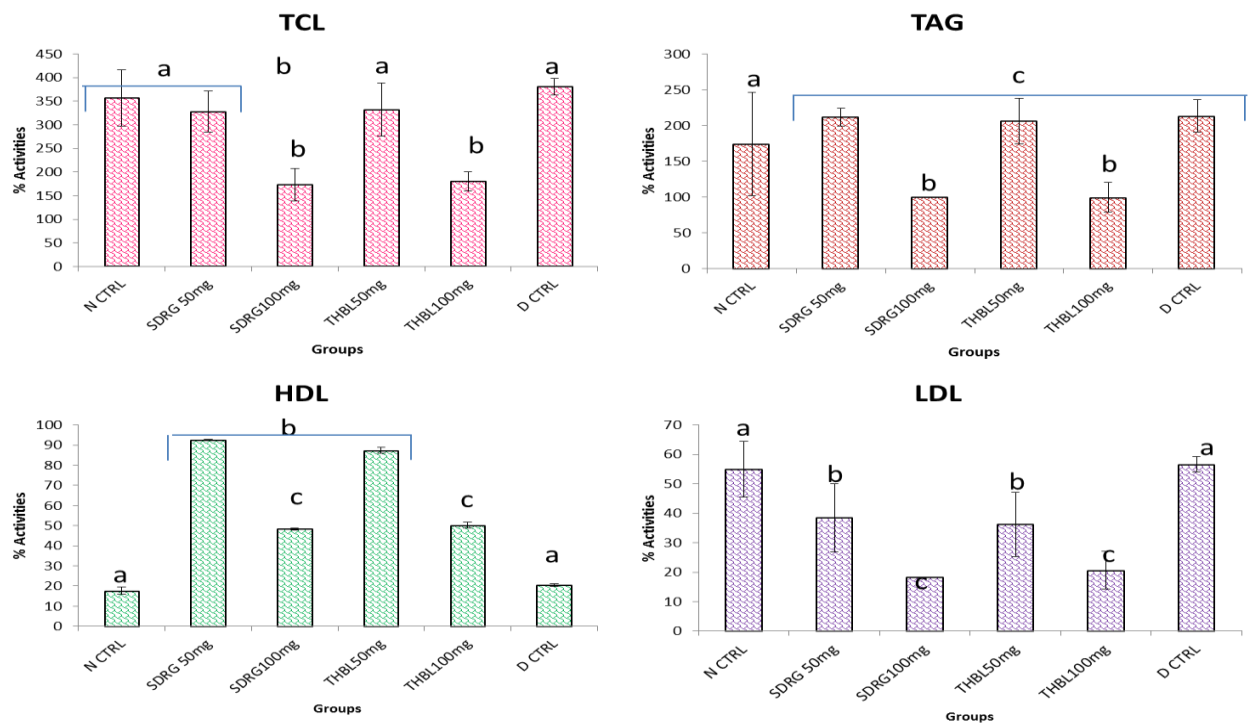 TCL
450
400
350
300
250
200
150
100
50
0
% Activities
a
b
a
a
b
b
N CTRL
SDRG 50mg
SDRG100mg
THBL50mg
THBL100mg
D CTRL
Groups
TAG
250
200
150
100
50
0
% Activities
a
c
b
b
N CTRL
SDRG 50mg
SDRG100mg
THBL50mg
THBL100mg
D CTRL
Groups
HDL
100
90
80
70
60
50
40
30
20
10
0
% Activities
b
c
c
a
a
N CTRL
SDRG 50mg
SDRG100mg
THBL50mg
THBL100mg
D CTRL
Groups
LDL
70
60
50
40
30
20
10
0
% Activities
a
b
c
b
c
a
N CTRL
SDRG 50mg
SDRG100mg
THBL50mg
THBL100mg
D CTRL
Groups